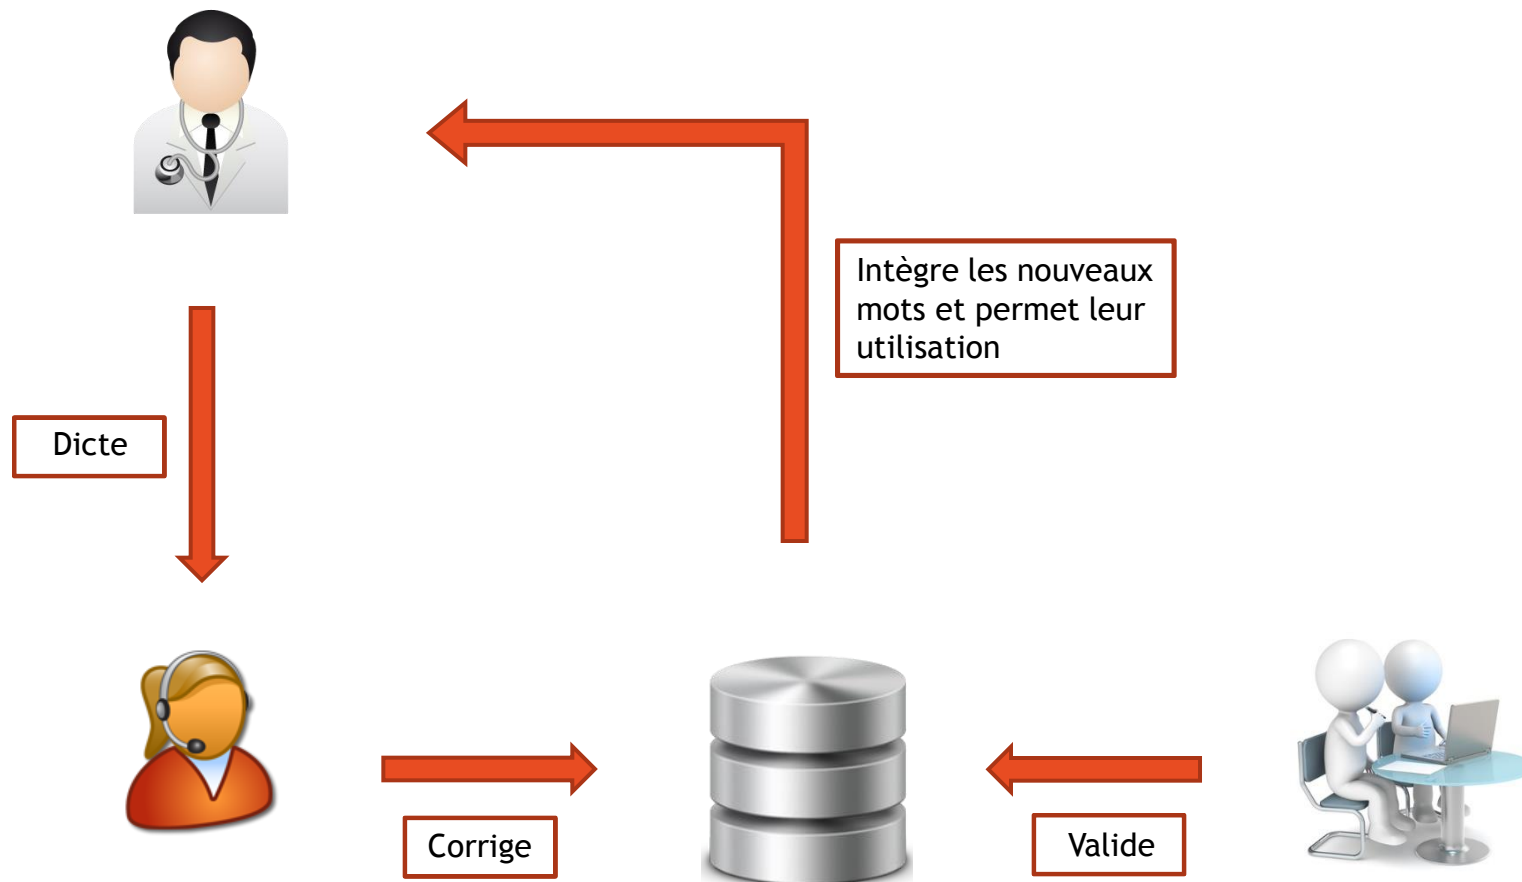 Intègre les nouveaux
mots et permet leur
utilisation
Dicte
Corrige
Valide